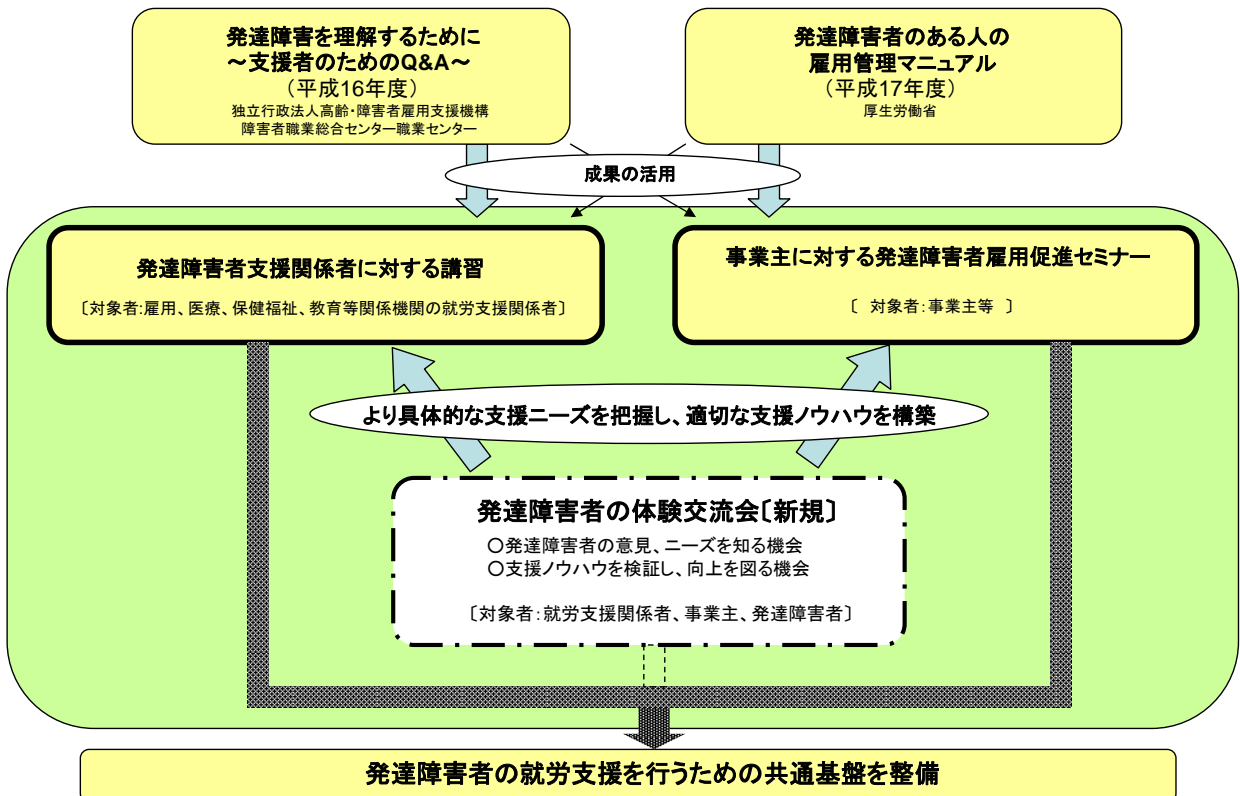 発達障害を理解するために
～支援者のためのQ&A～
（平成16年度）
独立行政法人高齢・障害者雇用支援機構
障害者職業総合センター職業センター
発達障害者のある人の
雇用管理マニュアル
（平成17年度）
厚生労働省
成果の活用
発達障害者支援関係者に対する講習
〔対象者:雇用、医療、保健福祉、教育等関係機関の就労支援関係者〕
事業主に対する発達障害者雇用促進セミナー
〔 対象者:事業主等 〕
より具体的な支援ニーズを把握し、適切な支援ノウハウを構築
発達障害者の体験交流会〔新規〕
○発達障害者の意見、ニーズを知る機会
○支援ノウハウを検証し、向上を図る機会
〔対象者:就労支援関係者、事業主、発達障害者〕
発達障害者の就労支援を行うための共通基盤を整備